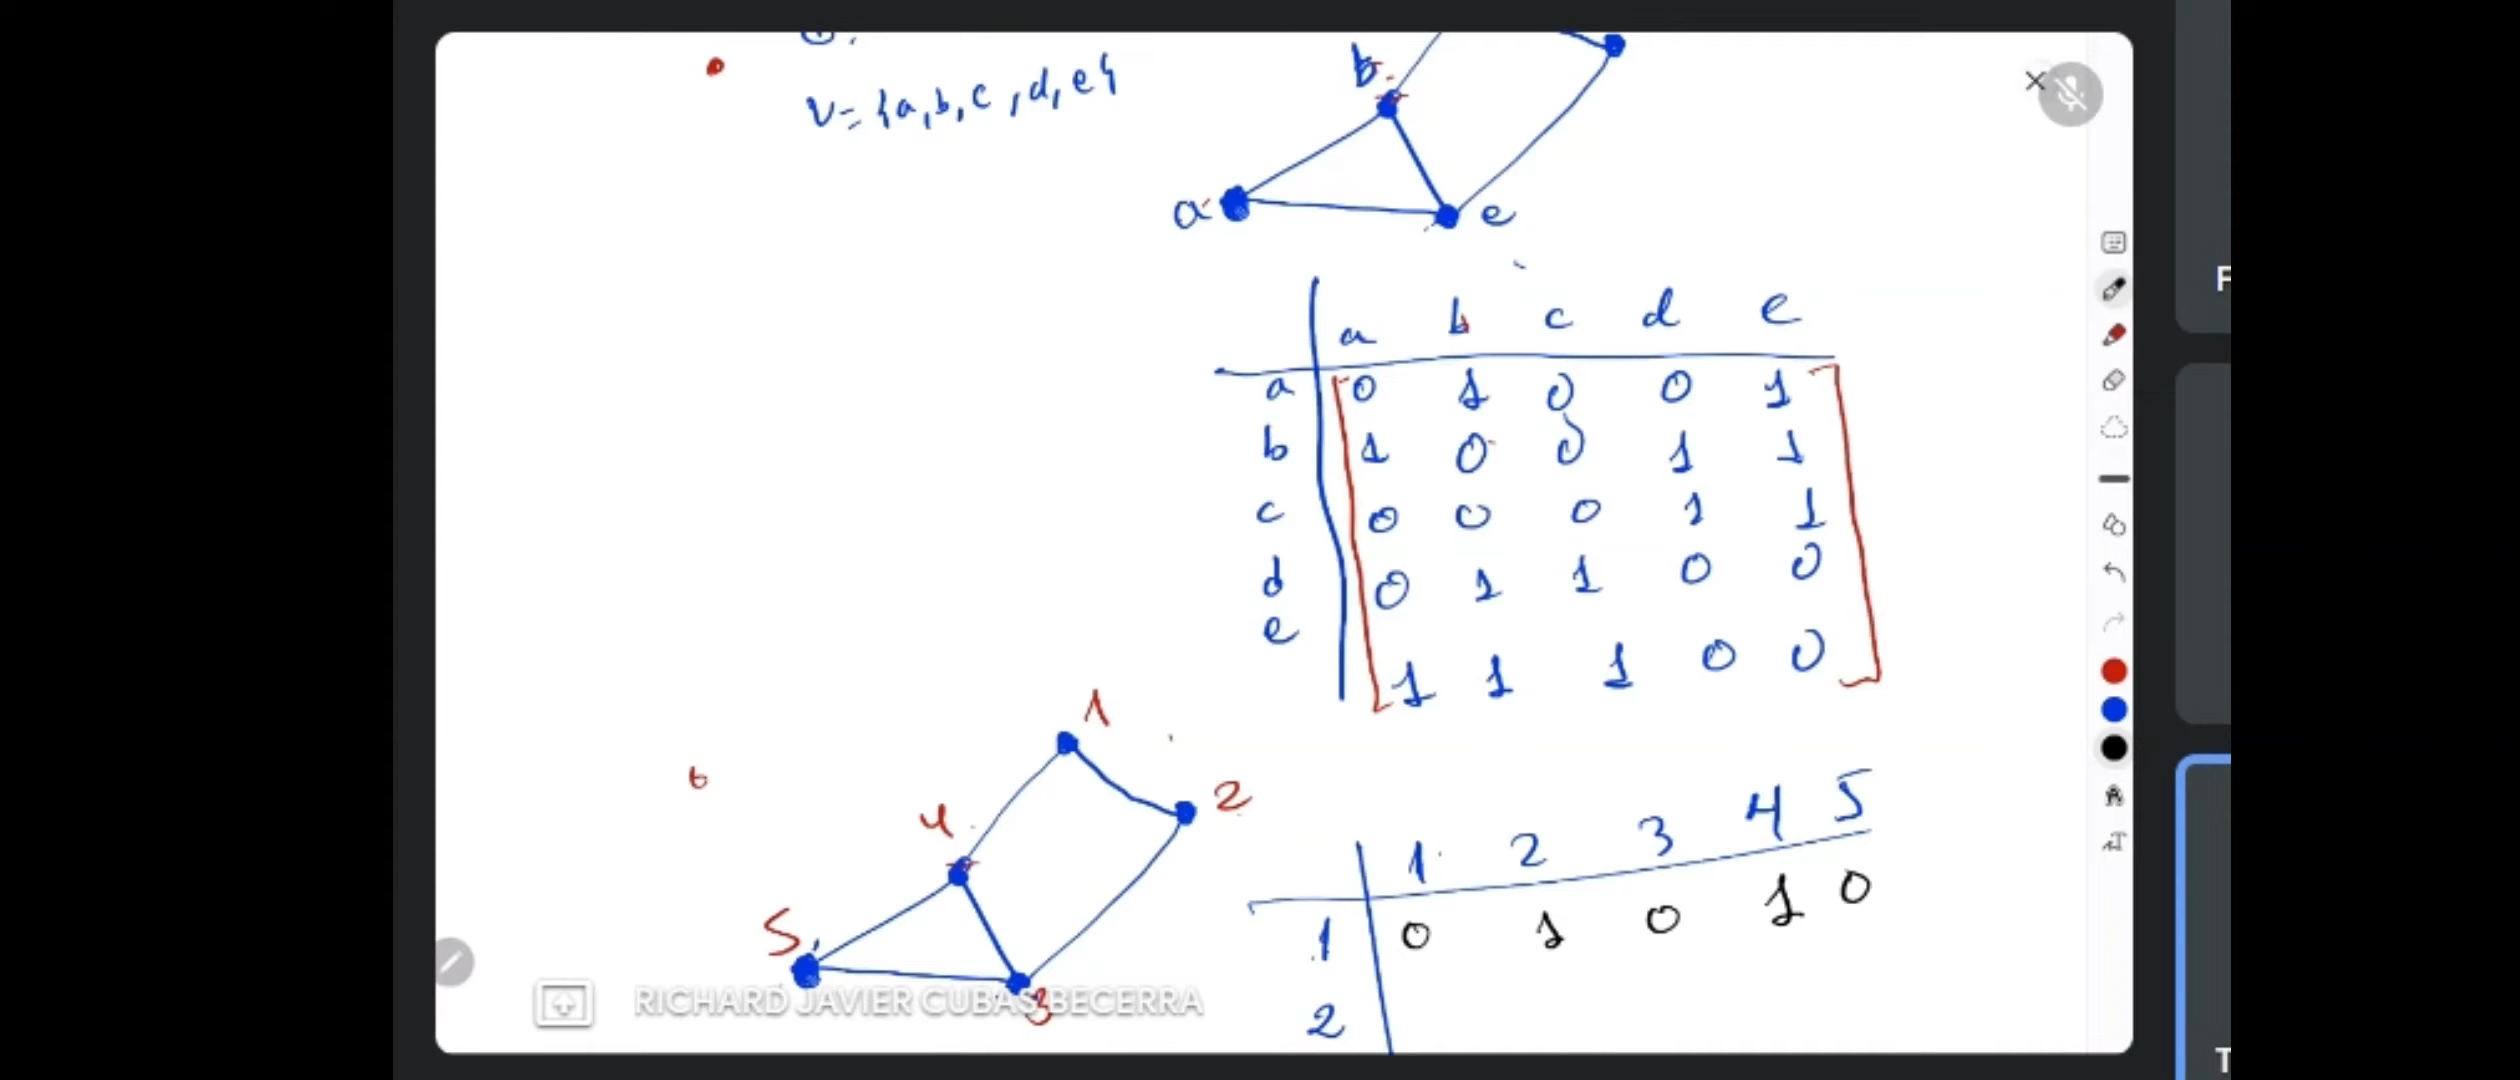 V = {a, b, c, d, e}
b
a
e
a b c d e
a 0 1 0 0 1
b 1 0 0 1 1
c 0 0 0 1 1
d 0 1 1 0 0
e 1 1 1 0 0
1
2
4
5
3
1 2 3 4 5
1 0 1 0 1 0
2
RICHARD JAVIER CUBAS BECERRA
F
T